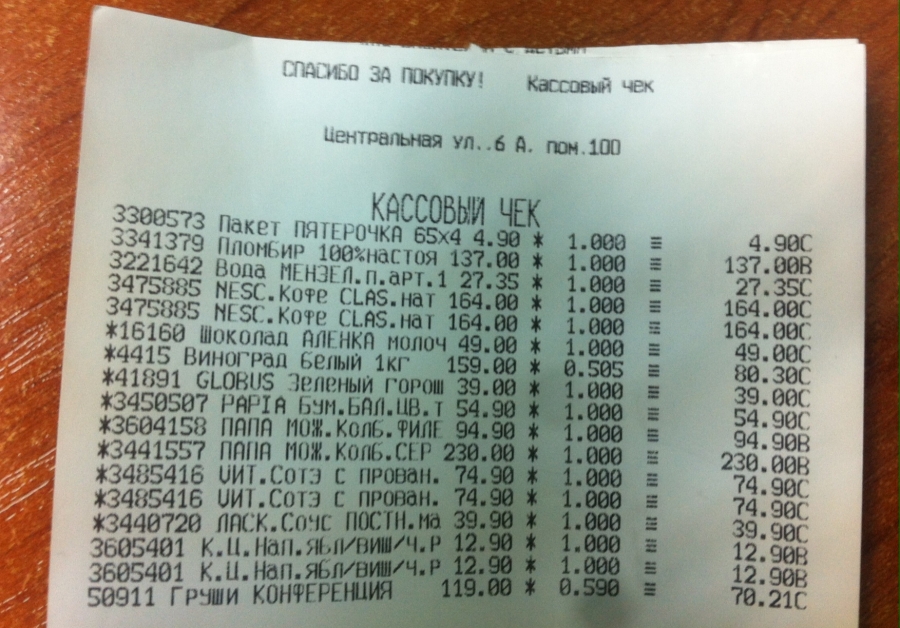 С ДЕТЬМИ
СПАСИБО ЗА ПОКУПКУ! Кассовый чек
Центральная ул..6 А. пом.100
КАССОВЫЙ ЧЕК
3300573 Пакет ПЯТЕРОЧКА 65х4 4.90 * 1.000 ≡ 4.90С
3341379 Пломбир 100%настоя 137.00 * 1.000 ≡ 137.00В
3221642 Вода МЕНЗЕЛ.п.арт.1 27.35 * 1.000 ≡ 27.35С
3475885 NESC.Кофе CLAS.нат 164.00 * 1.000 ≡ 164.00С
3475885 NESC.Кофе CLAS.нат 164.00 * 1.000 ≡ 164.00С
*16160 Шоколад АЛЕНКА молоч 49.00 * 1.000 ≡ 49.00С
*4415 Виноград белый 1кг 159.00 * 0.505 ≡ 80.30С
*41891 GLOBUS Зеленый горош 39.00 * 1.000 ≡ 39.00С
*3450507 PAPIA Бум.БАЛ.ЦВ.Т 54.90 * 1.000 ≡ 54.90С
*3604158 ПАПА МОЖ.Колб.ФИЛЕ 94.90 * 1.000 ≡ 94.90В
*3441557 ПАПА МОЖ.Колб.СЕР 230.00 * 1.000 ≡ 230.00В
*3485416 VИТ.Сотэ с прован. 74.90 * 1.000 ≡ 74.90С
*3485416 VИТ.Сотэ с прован. 74.90 * 1.000 ≡ 74.90С
*3440720 ЛАСК.Соус ПОСТН.ма 39.90 * 1.000 ≡ 39.90С
3605401 К.Ц.Нап.ябл/виш/ч.р 12.90 * 1.000 ≡ 12.90В
3605401 К.Ц.Нап.ябл/виш/ч.р 12.90 * 1.000 ≡ 12.90В
50911 ГРУШИ КОНФЕРЕНЦИЯ 119.00 * 0.590 ≡ 70.21С